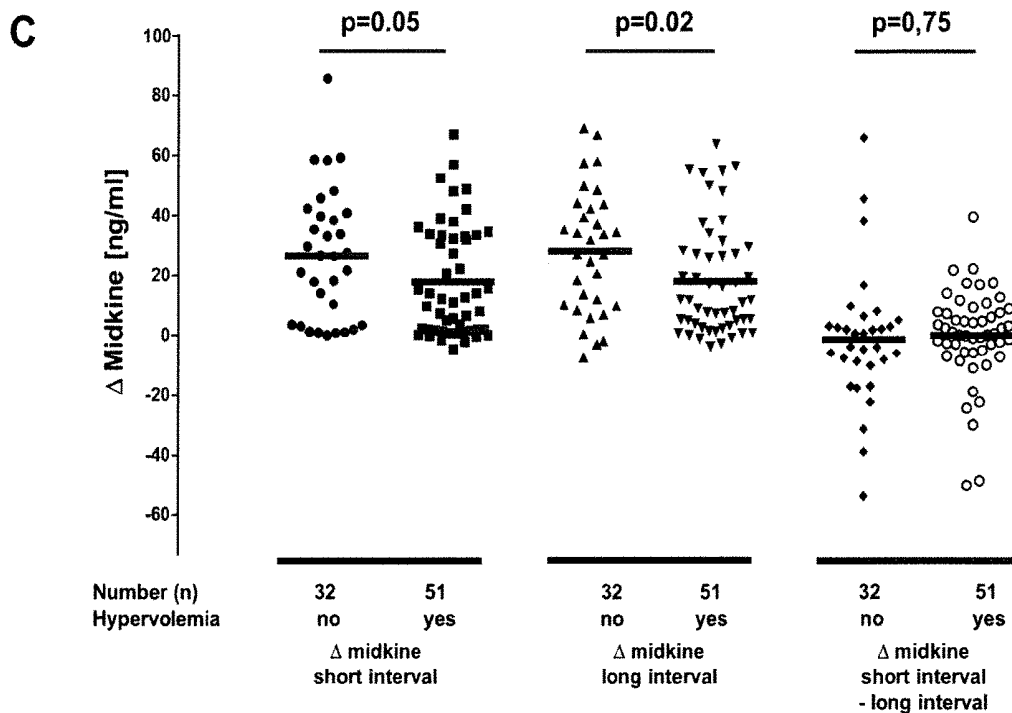 C
p=0.05 p=0.02 p=0,75
100
80
60
40
20
0
-20
-40
-60
Δ Midkine [ng/ml]
Number (n) 32 51 32 51 32 51
Hypervolemia no yes no yes no yes
Δ midkine Δ midkine Δ midkine
short interval long interval short interval
- long interval